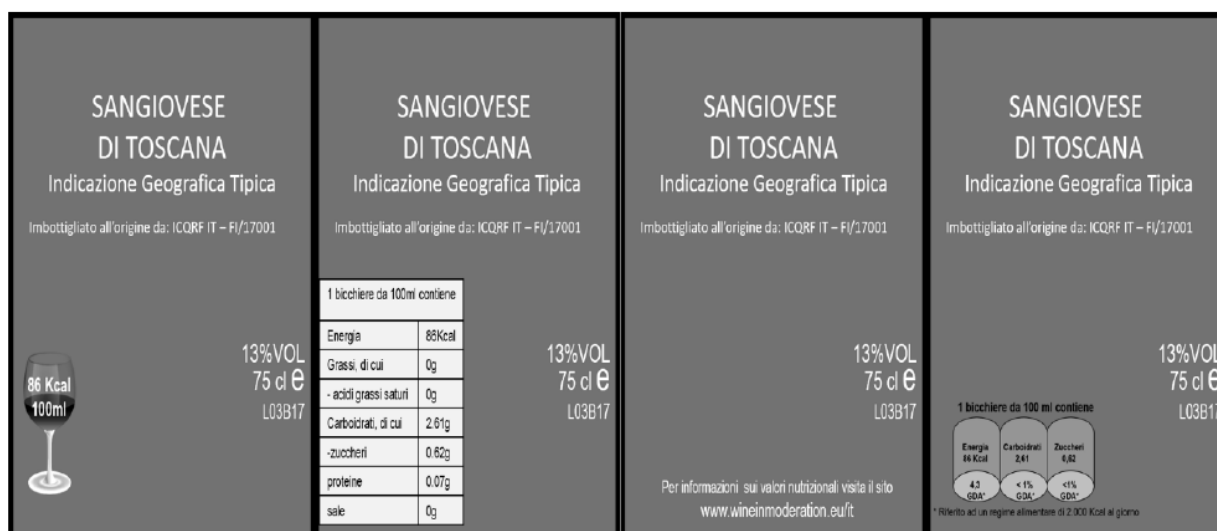 SANGIOVESE
DI TOSCANA
Indicazione Geografica Tipica
Imbottigliato all'origine da: ICQRF IT – FI/17001
13%VOL
75 cl e
L03B17
86 Kcal
100ml
SANGIOVESE
DI TOSCANA
Indicazione Geografica Tipica
Imbottigliato all'origine da: ICQRF IT – FI/17001
1 bicchiere da 100ml contiene
Energia 86Kcal
Grassi, di cui 0g
- acidi grassi saturi 0g
Carboidrati, di cui 2.61g
-zuccheri 0.62g
proteine 0.07g
sale 0g
13%VOL
75 cl e
L03B17
SANGIOVESE
DI TOSCANA
Indicazione Geografica Tipica
Imbottigliato all'origine da: ICQRF IT – FI/17001
13%VOL
75 cl e
L03B17
Per informazioni sui valori nutrizionali visita il sito
www.wineinmoderation.eu/it
SANGIOVESE
DI TOSCANA
Indicazione Geografica Tipica
Imbottigliato all'origine da: ICQRF IT – FI/17001
13%VOL
75 cl e
L03B17
1 bicchiere da 100 ml contiene
Energia Carboidrati Zuccheri
86 Kcal 2,61 0,62
4,3 < 1% <1%
GDA* GDA* GDA*
* Riferito ad un regime alimentare di 2.000 Kcal al giorno